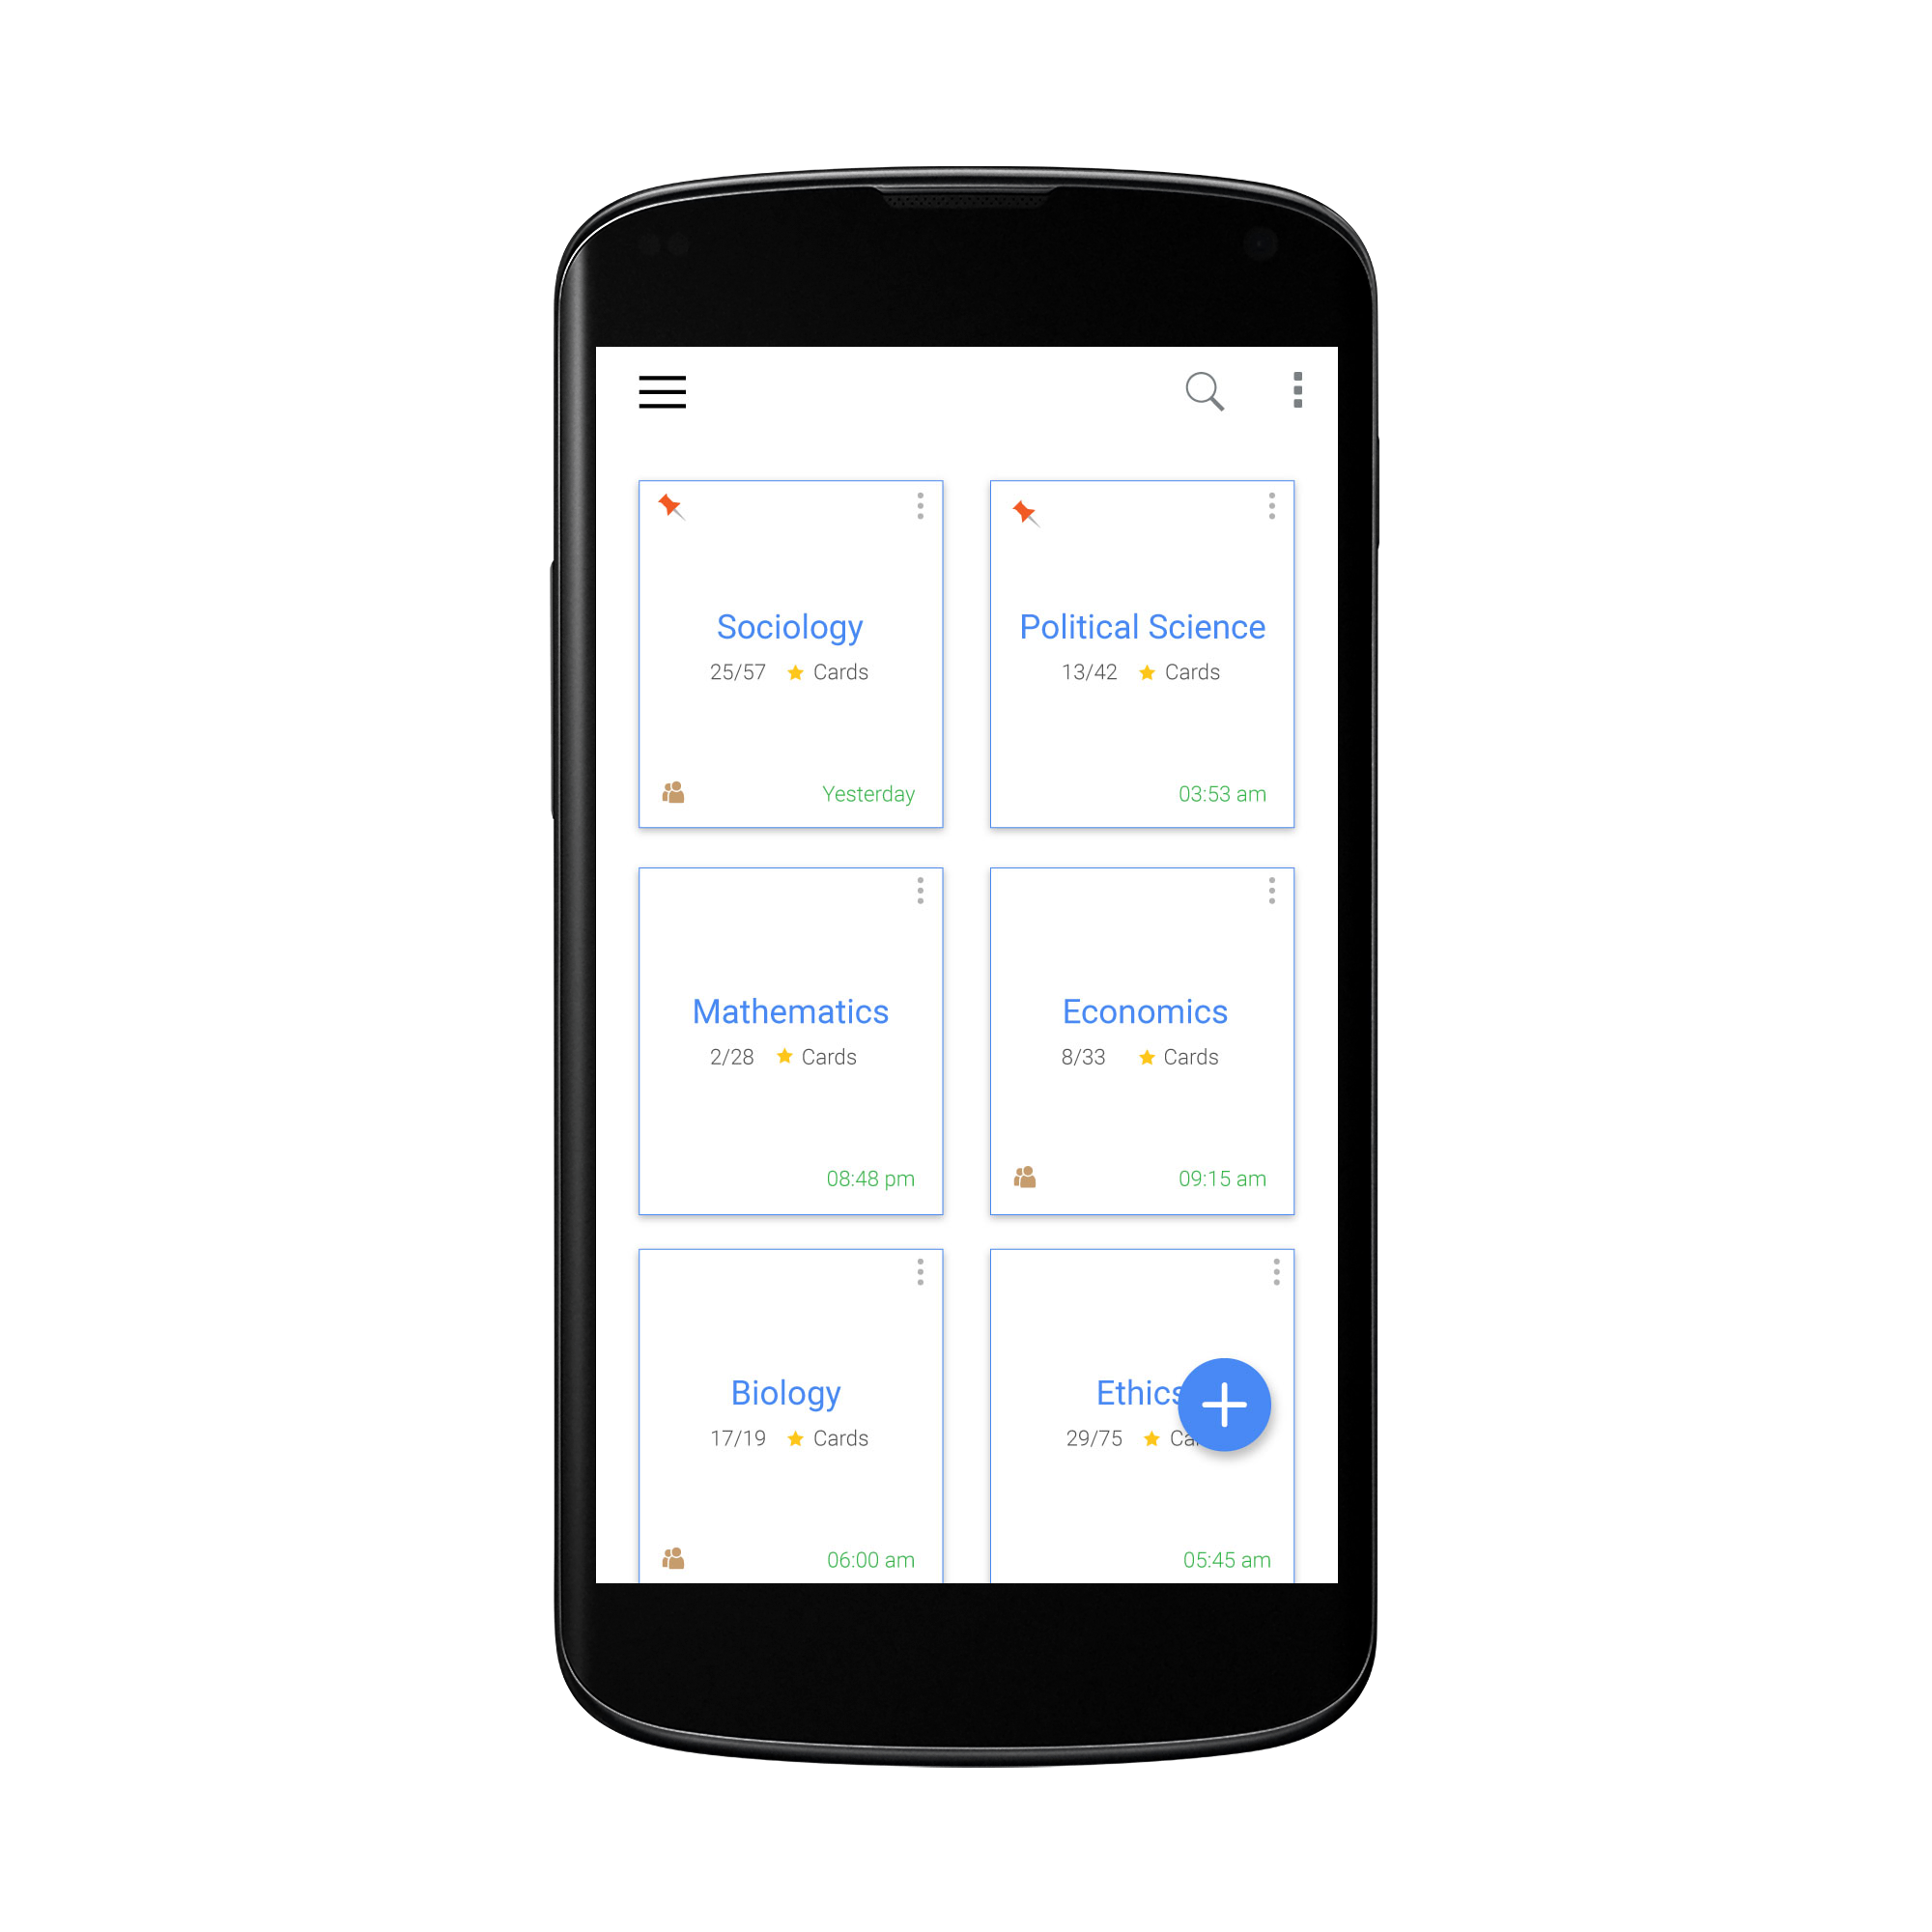 Sociology
25/57 Cards
Yesterday
Political Science
13/42 Cards
03:53 am
Mathematics
2/28 Cards
08:48 pm
Economics
8/33 Cards
09:15 am
Biology
17/19 Cards
06:00 am
Ethics
29/75
05:45 am